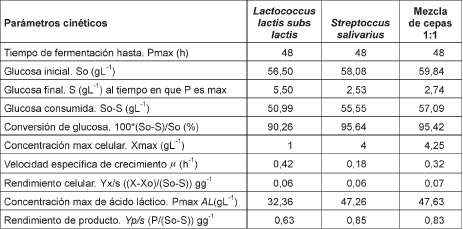 Parámetros cinéticos
Lactococcus
lactis subs
lactis
Streptoccus
salivarius
Mezcla
de cepas
1:1
Tiempo de fermentación hasta. Pmax (h) 48 48 48
Glucosa inicial. So (gL-1) 56,50 58,08 59,84
Glucosa final. S (gL-1) al tiempo en que P es max 5,50 2,53 2,74
Glucosa consumida. So-S (gL-1) 50,99 55,55 57,09
Conversión de glucosa. 100*(So-S)/So (%) 90,26 95,64 95,42
Concentración max celular. Xmax (gL-1) 1 4 4,25
Velocidad específica de crecimiento μ (h-1) 0,42 0,18 0,32
Rendimiento celular. Yx/s ((X-Xo)/(So-S)) gg-1 0,06 0,06 0,07
Concentración max de ácido láctico. Pmax AL(gL-1) 32,36 47,26 47,63
Rendimiento de producto. Yp/s (P/(So-S)) gg-1 0,63 0,85 0,83